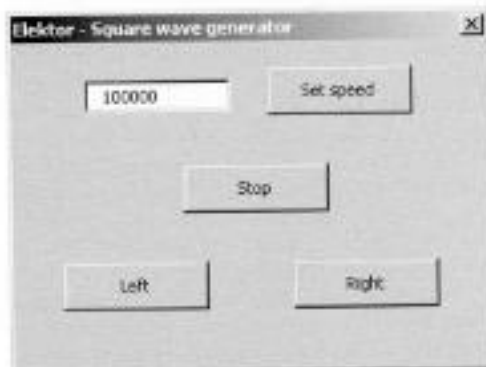 Elektor - Square wave generator
100000
Set speed
Stop
Left
Right